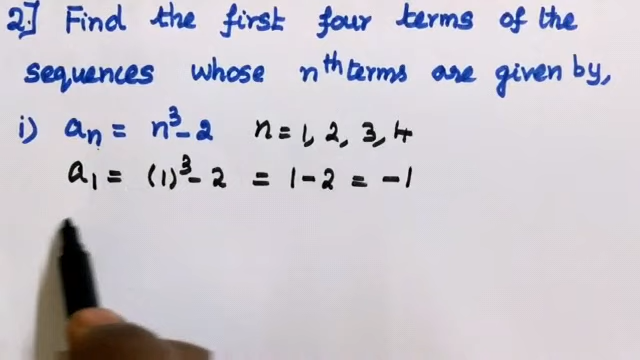 2] Find the first four terms of the
sequences whose nᵗʰ terms are given by,
i) aₙ = n³-2 n = 1, 2, 3, 4
a₁ = (1)³-2 = 1-2 = -1